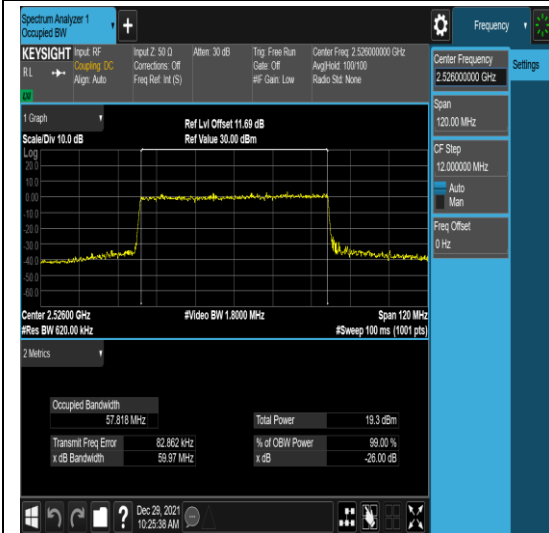 Spectrum Analyzer 1
Occupied BW
+
Frequency
KEYSIGHT
Input: RF
Coupling: DC
Align: Auto
Input Z: 50 Ω
Corrections: Off
Freq Ref: Int (S)
Atten: 30 dB
Trig: Free Run
Gate: Off
#IF Gain: Low
Center Freq: 2.526000000 GHz
Avg|Hold: 100/100
Radio Std: None
R L
Center Frequency
2.526000000 GHz
Settings
Span
120.00 MHz
CF Step
12.000000 MHz
Auto
Man
Freq Offset
0 Hz
1 Graph
Scale/Div 10.0 dB
Ref Lvl Offset 11.69 dB
Ref Value 30.00 dBm
Log
20.0
10.0
0.00
-10.0
-20.0
-30.0
-40.0
-50.0
-60.0
Center 2.52600 GHz
#Video BW 1.8000 MHz
Span 120 MHz
#Res BW 620.00 kHz
#Sweep 100 ms (1001 pts)
2 Metrics
Occupied Bandwidth
57.818 MHz
Total Power 19.3 dBm
Transmit Freq Error 82.862 kHz
% of OBW Power 99.00 %
x dB Bandwidth 59.97 MHz
x dB -26.00 dB
?
Dec 29, 2021
10:25:38 AM